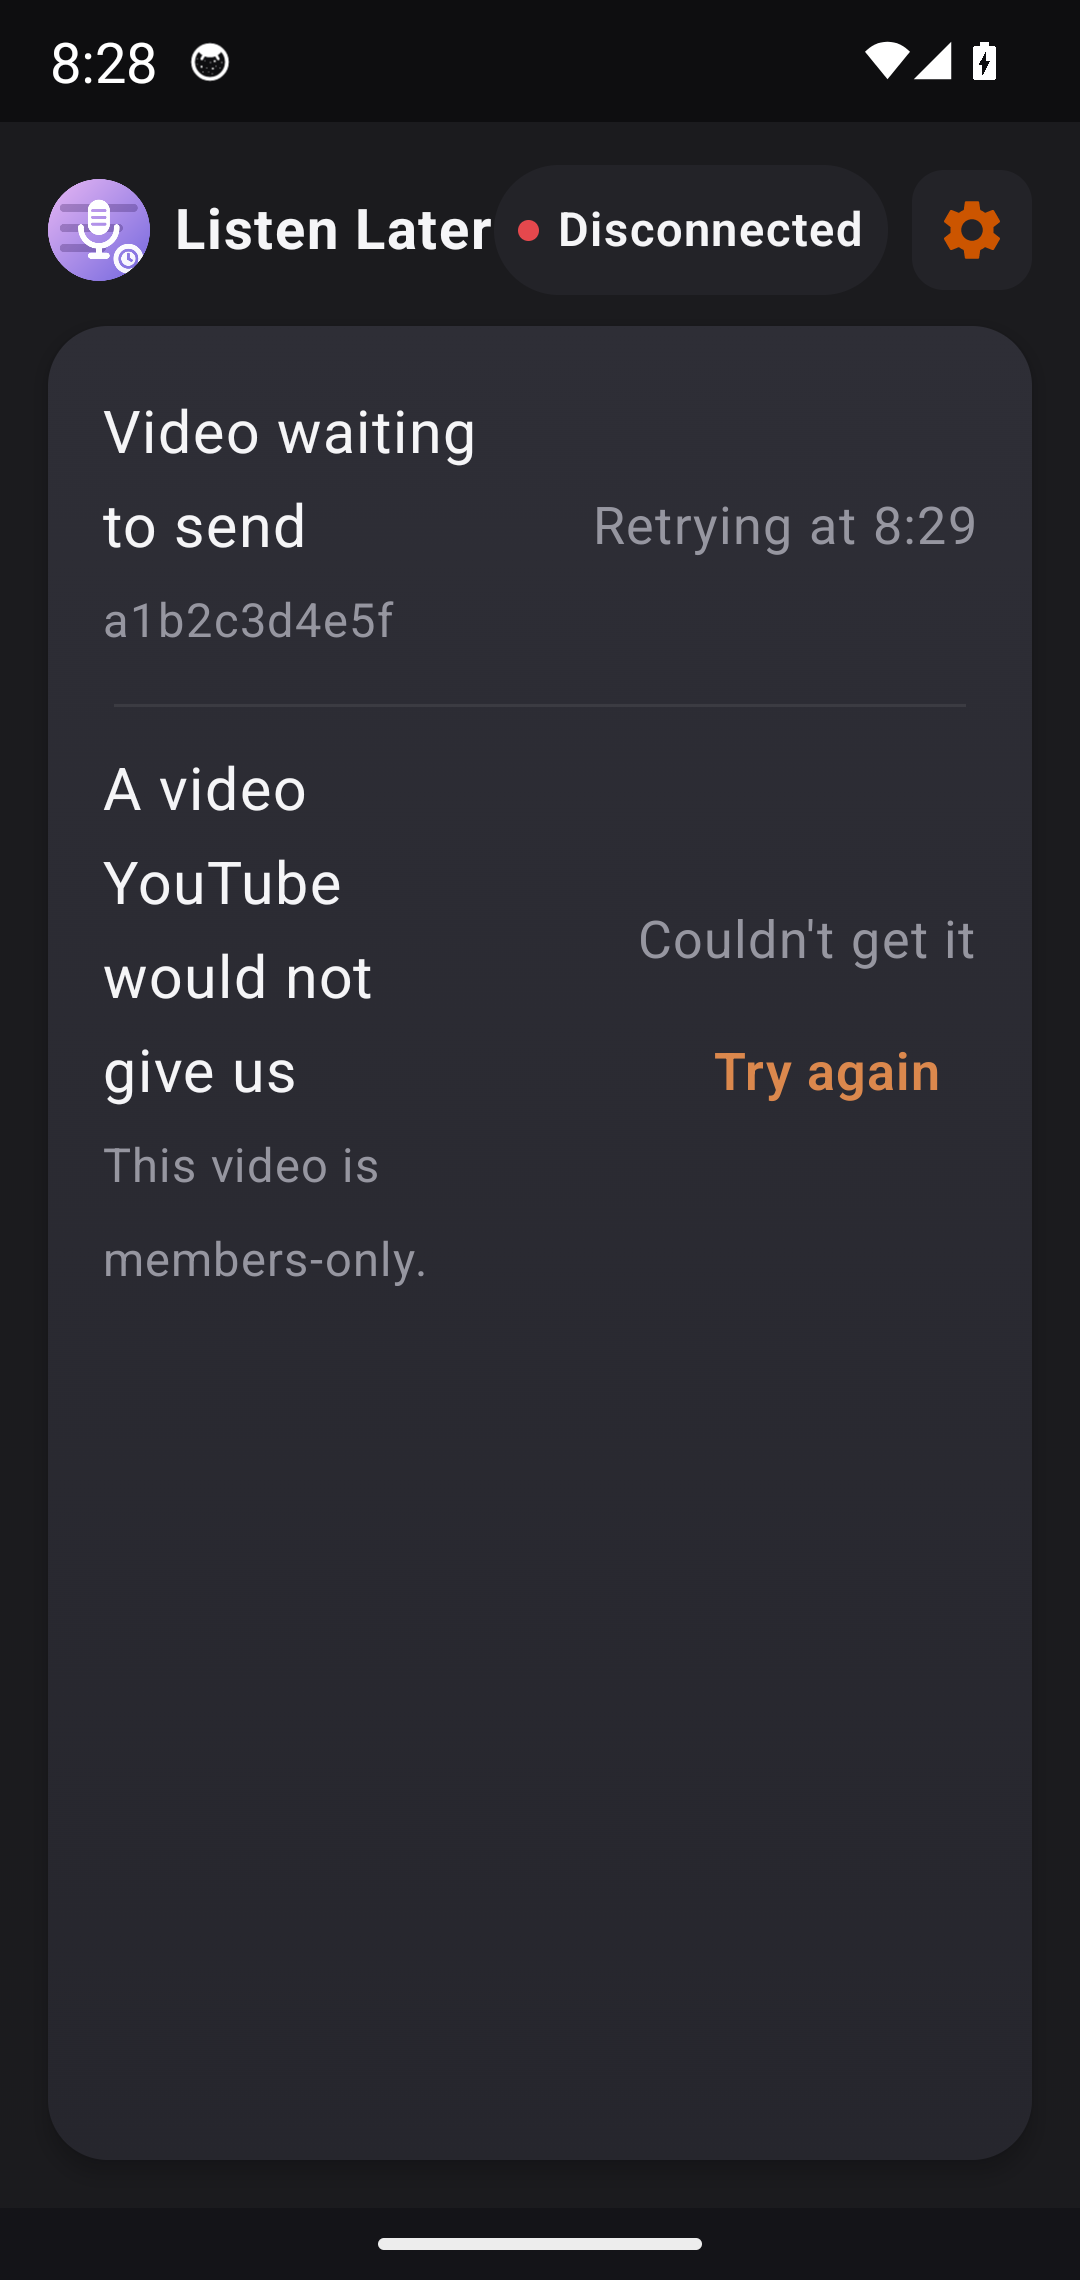 8:28
Listen Later
Disconnected
Video waiting
to send
Retrying at 8:29
a1b2c3d4e5f
A video
YouTube
would not
give us
Couldn't get it
Try again
This video is
members-only.